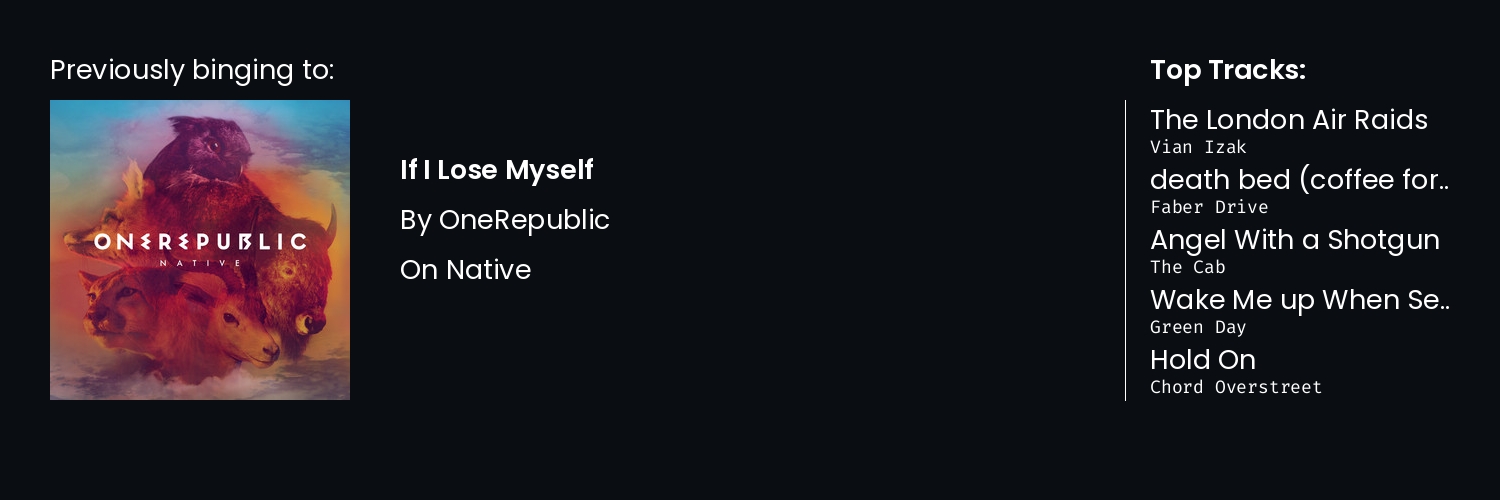 Previously binging to:
ONEREPUBLIC
NATIVE
If I Lose Myself
By OneRepublic
On Native
Top Tracks:
The London Air Raids
Vian Izak
death bed (coffee for..
Faber Drive
Angel With a Shotgun
The Cab
Wake Me up When Se..
Green Day
Hold On
Chord Overstreet